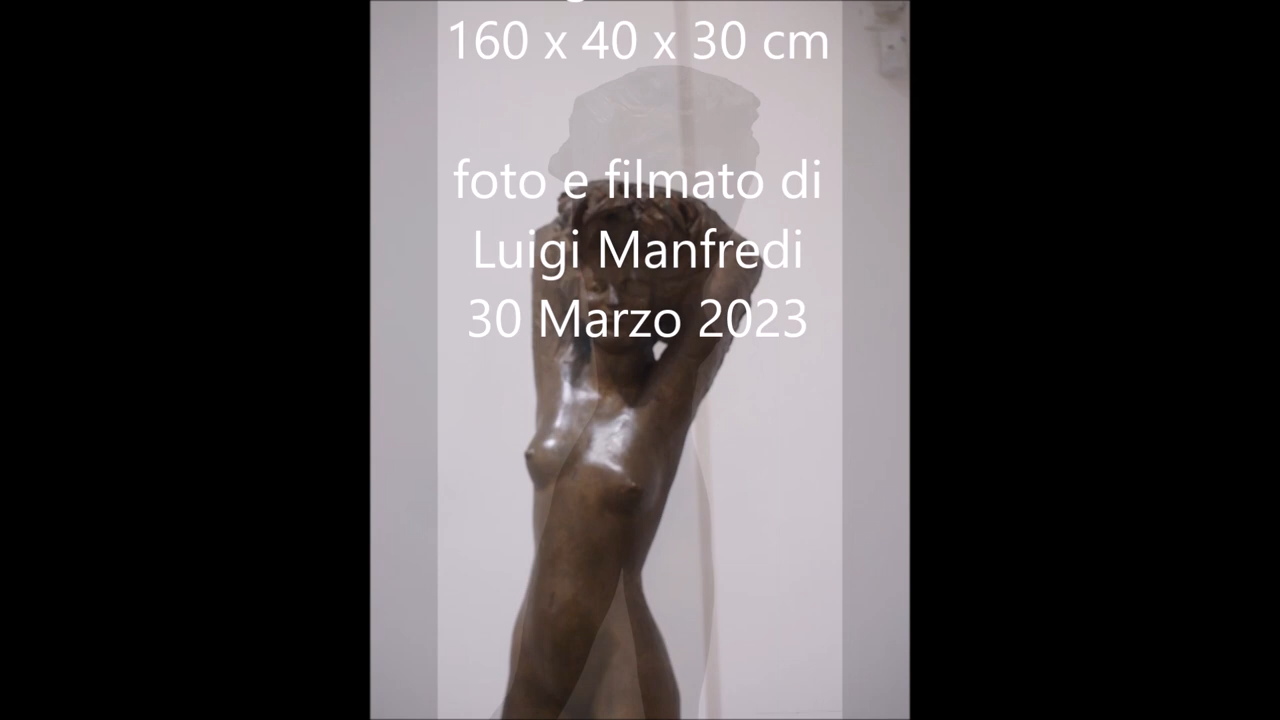 160 x 40 x 30 cm
foto e filmato di
Luigi Manfredi
30 Marzo 2023